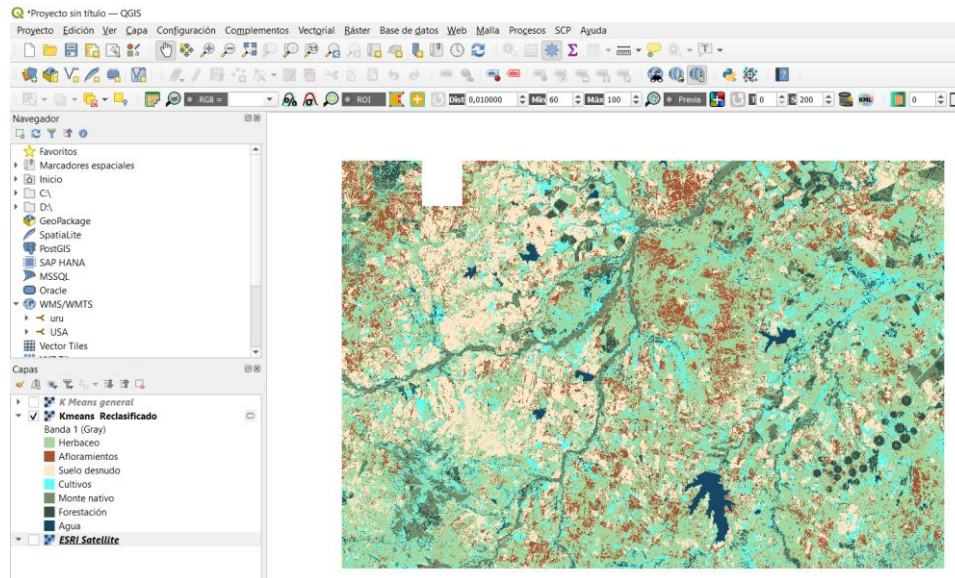 *Proyecto sin título — QGIS
Proyecto Edición Ver Capa Configuración Complementos Vectorial Ráster Base de datos Web Malla Procesos SCP Ayuda
RGB = ROI Dist 0,010000 Min 60 Máx 100 Previa T 0 S 200 KML 0
Navegador
Favoritos
Marcadores espaciales
Inicio
C:\
D:\
GeoPackage
SpatiaLite
PostGIS
SAP HANA
MSSQL
Oracle
WMS/WMTS
uru
USA
Vector Tiles
Capas
K Means general
Kmeans Reclasificado
Banda 1 (Gray)
Herbaceo
Afloramientos
Suelo desnudo
Cultivos
Monte nativo
Forestación
Agua
ESRI Satellite